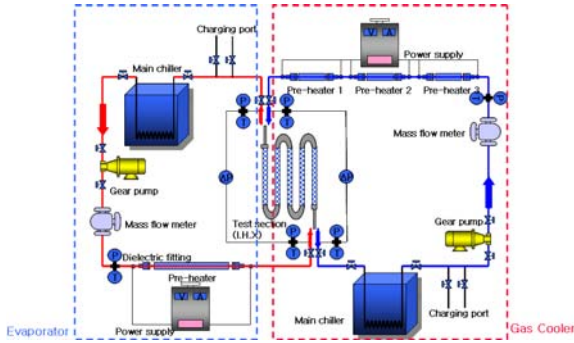 Charging port
Power supply
Main chiller
Pre-heater 1
Pre-heater 2
Pre-heater 3
V
A
P
T
P
T
P
T
Mass flow meter
Gear pump
ΔP
ΔP
Mass flow meter
Test section
(I.H.X)
Gear pump
Dielectric fitting
P
T
P
T
P
T
Pre-heater
V
A
Power supply
Main chiller
Charging port
Evaporator
Gas Cooler